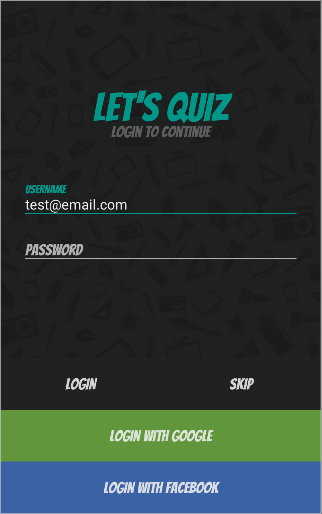 LET'S QUIZ
LOGIN TO CONTINUE
USERNAME
test@email.com
PASSWORD
LOGIN SKIP
LOGIN WITH GOOGLE
LOGIN WITH FACEBOOK